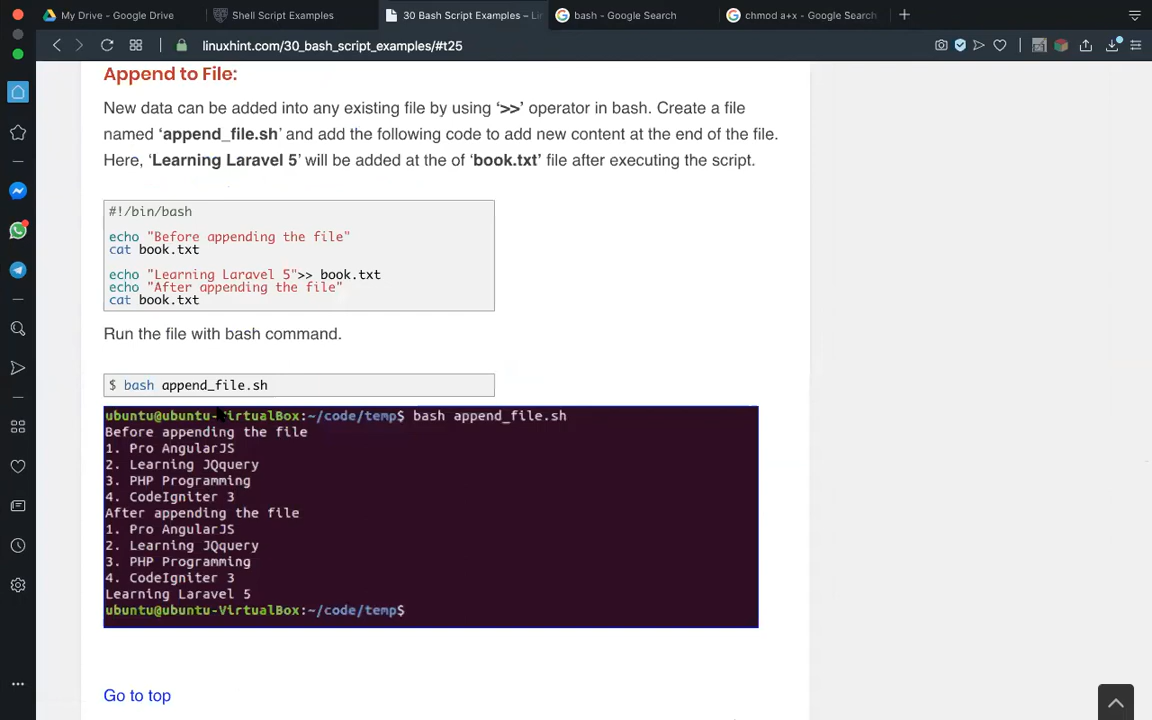 My Drive - Google Drive
Shell Script Examples
30 Bash Script Examples – Lin
bash - Google Search
chmod a+x - Google Search
linuxhint.com/30_bash_script_examples/#t25
Append to File:
New data can be added into any existing file by using ‘>>’ operator in bash. Create a file
named ‘append_file.sh’ and add the following code to add new content at the end of the file.
Here, ‘Learning Laravel 5’ will be added at the of ‘book.txt’ file after executing the script.
#!/bin/bash
echo "Before appending the file"
cat book.txt
echo "Learning Laravel 5">> book.txt
echo "After appending the file"
cat book.txt
Run the file with bash command.
$ bash append_file.sh
ubuntu@ubuntu-VirtualBox:~/code/temp$ bash append_file.sh
Before appending the file
1. Pro AngularJS
2. Learning JQquery
3. PHP Programming
4. CodeIgniter 3
After appending the file
1. Pro AngularJS
2. Learning JQquery
3. PHP Programming
4. CodeIgniter 3
Learning Laravel 5
ubuntu@ubuntu-VirtualBox:~/code/temp$
Go to top